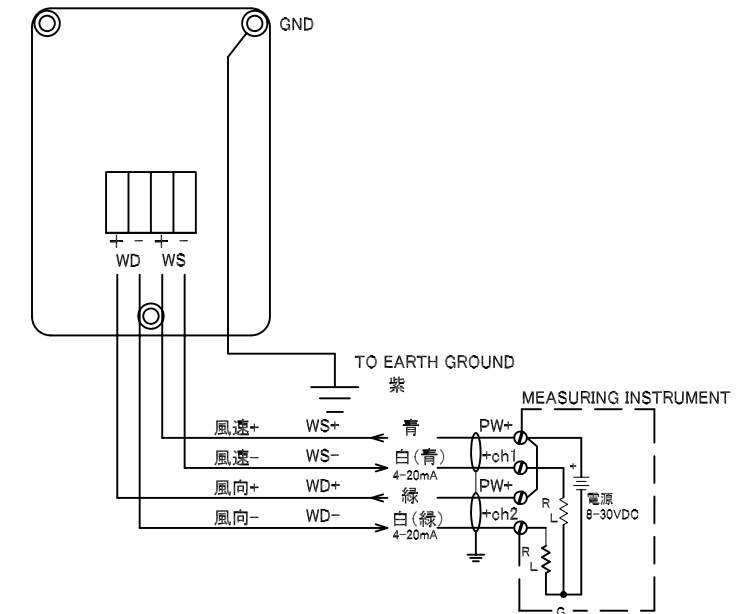 GND
+ - + -
WD WS
TO EARTH GROUND
紫
MEASURING INSTRUMENT
風速+ WS+ 青 PW+
風速- WS- 白(青) +ch1
4-20mA
風向+ WD+ 緑 PW+
風向- WD- 白(緑) +ch2
4-20mA
+
電源
8-30VDC
R
L
R
L
G